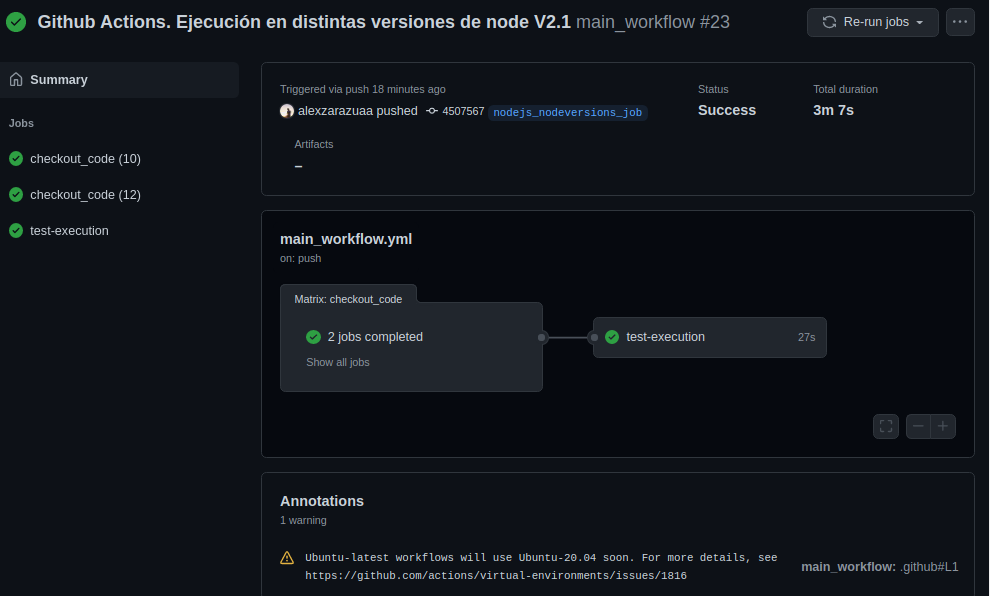 Github Actions. Ejecución en distintas versiones de node V2.1 main_workflow #23
Re-run jobs
Summary
Jobs
checkout_code (10)
checkout_code (12)
test-execution
Triggered via push 18 minutes ago
alexzarazuaa pushed 4507567 nodejs_nodeversions_job
Status
Success
Total duration
3m 7s
Artifacts
–
main_workflow.yml
on: push
Matrix: checkout_code
2 jobs completed
Show all jobs
test-execution 27s
Annotations
1 warning
Ubuntu-latest workflows will use Ubuntu-20.04 soon. For more details, see
https://github.com/actions/virtual-environments/issues/1816
main_workflow: .github#L1